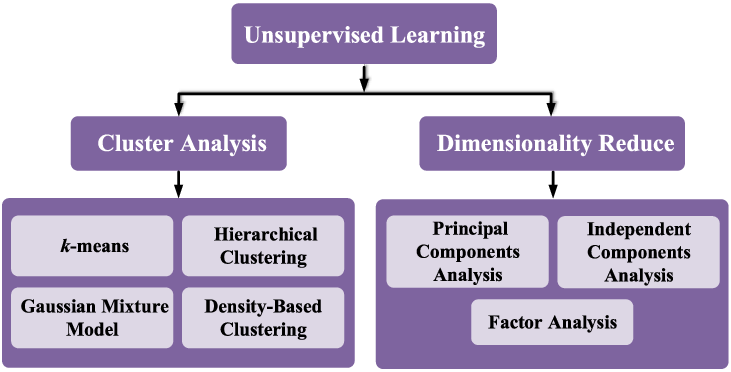 Unsupervised Learning
Cluster Analysis
Dimensionality Reduce
k-means
Hierarchical
Clustering
Gaussian Mixture
Model
Density-Based
Clustering
Principal
Components
Analysis
Independent
Components
Analysis
Factor Analysis